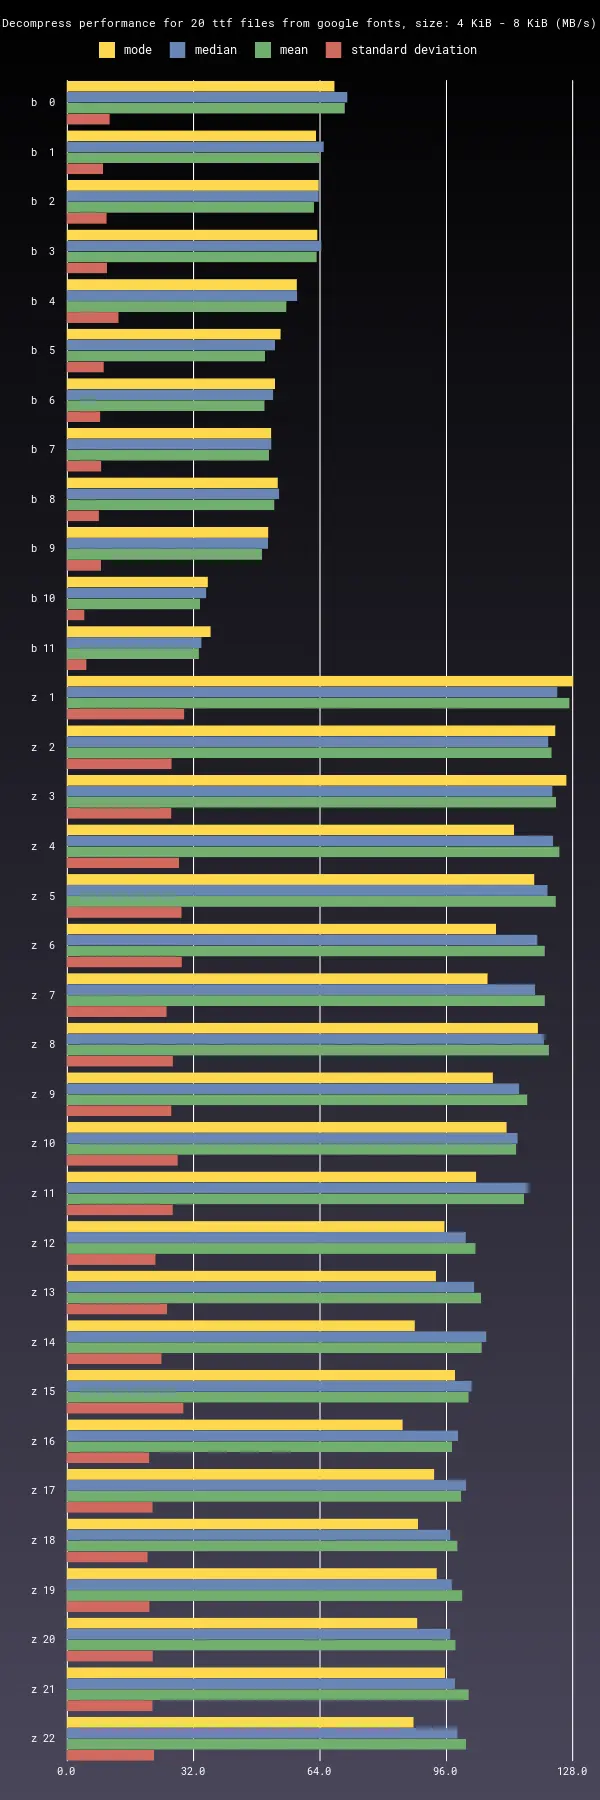 Decompress performance for 20 ttf files from google fonts, size: 4 KiB - 8 KiB (MB/s)
mode median mean standard deviation
b 0
b 1
b 2
b 3
b 4
b 5
b 6
b 7
b 8
b 9
b 10
b 11
z 1
z 2
z 3
z 4
z 5
z 6
z 7
z 8
z 9
z 10
z 11
z 12
z 13
z 14
z 15
z 16
z 17
z 18
z 19
z 20
z 21
z 22
0.0 32.0 64.0 96.0 128.0